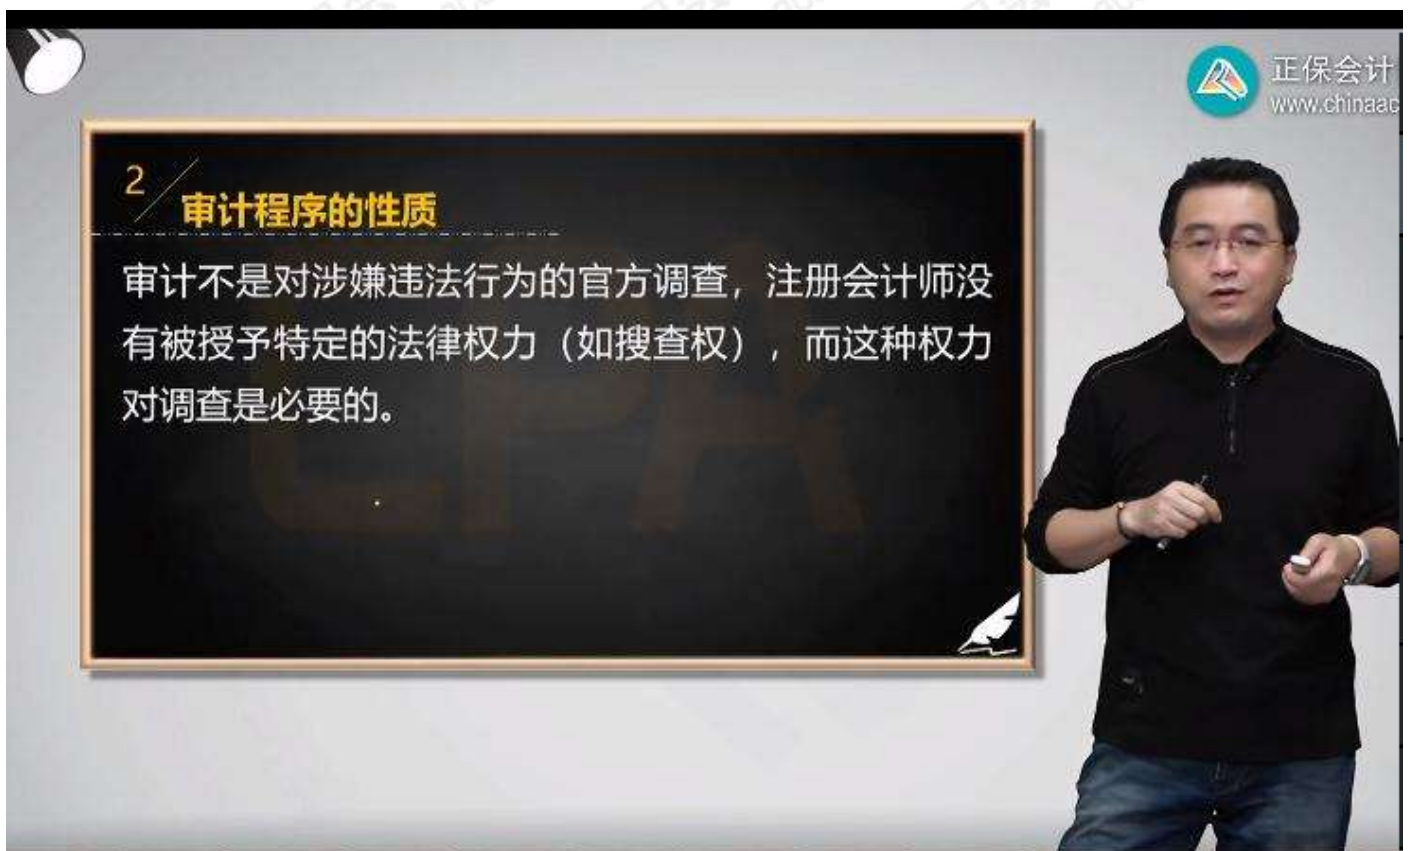 正保会计
www.chinaac
2
审计程序的性质
审计不是对涉嫌违法行为的官方调查，注册会计师没
有被授予特定的法律权力（如搜查权），而这种权力
对调查是必要的。
CPA